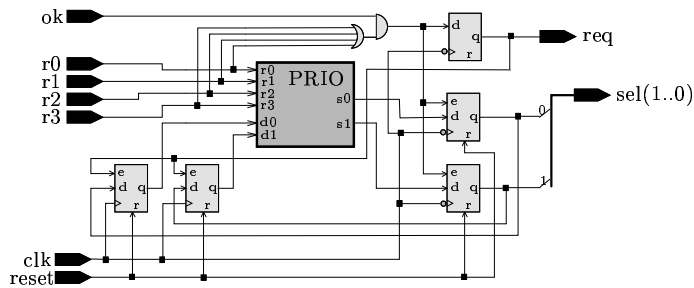 ok
d
q
r
req
r0
r1
r2
r3
r0
r1
r2
r3
d0
d1
PRIO
s0
s1
e
d
q
r
0
sel(1..0)
e
d
q
r
1
e
d
q
r
e
d
q
r
clk
reset